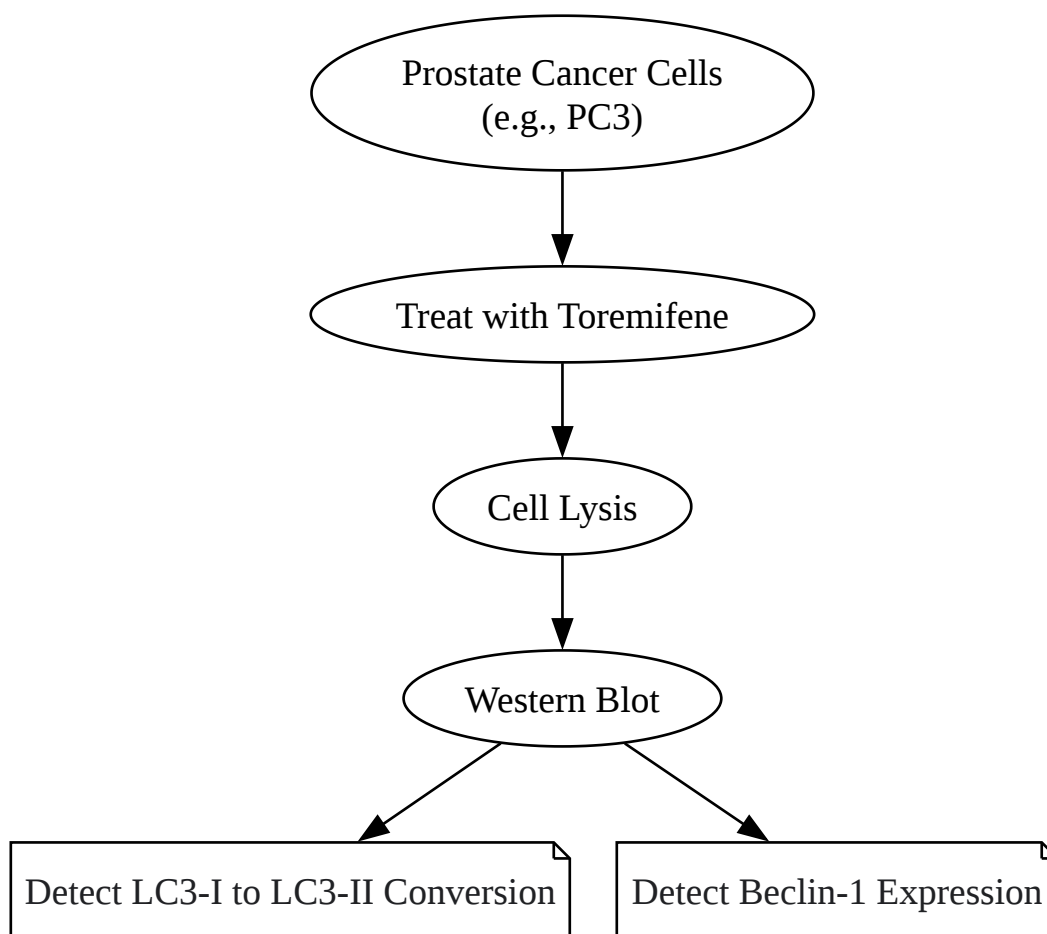 Prostate Cancer Cells
(e.g., PC3)
Treat with Toremifene
Cell Lysis
Western Blot
Detect LC3-I to LC3-II Conversion
Detect Beclin-1 Expression